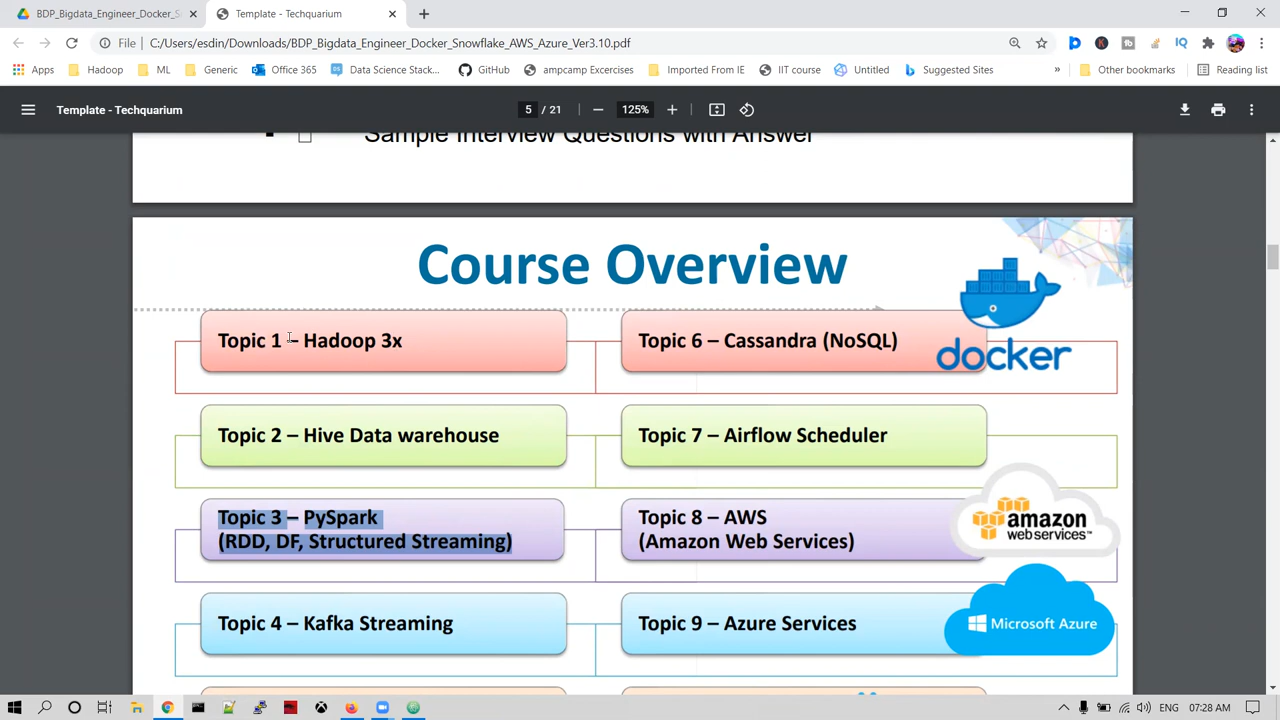 BDP_Bigdata_Engineer_Docker_S
Template - Techquarium
File
C:/Users/esdin/Downloads/BDP_Bigdata_Engineer_Docker_Snowflake_AWS_Azure_Ver3.10.pdf
Apps
Hadoop
ML
Generic
Office 365
Data Science Stack...
GitHub
ampcamp Excercises
Imported From IE
IIT course
Untitled
Suggested Sites
»
Other bookmarks
Reading list
Template - Techquarium
5 / 21
125%
Sample Interview Questions with Answer
Course Overview
docker
Topic 1 – Hadoop 3x
Topic 6 – Cassandra (NoSQL)
Topic 2 – Hive Data warehouse
Topic 7 – Airflow Scheduler
Topic 3 – PySpark
(RDD, DF, Structured Streaming)
Topic 8 – AWS
(Amazon Web Services)
amazon
web services™
Topic 4 – Kafka Streaming
Topic 9 – Azure Services
Microsoft Azure
ENG
07:28 AM